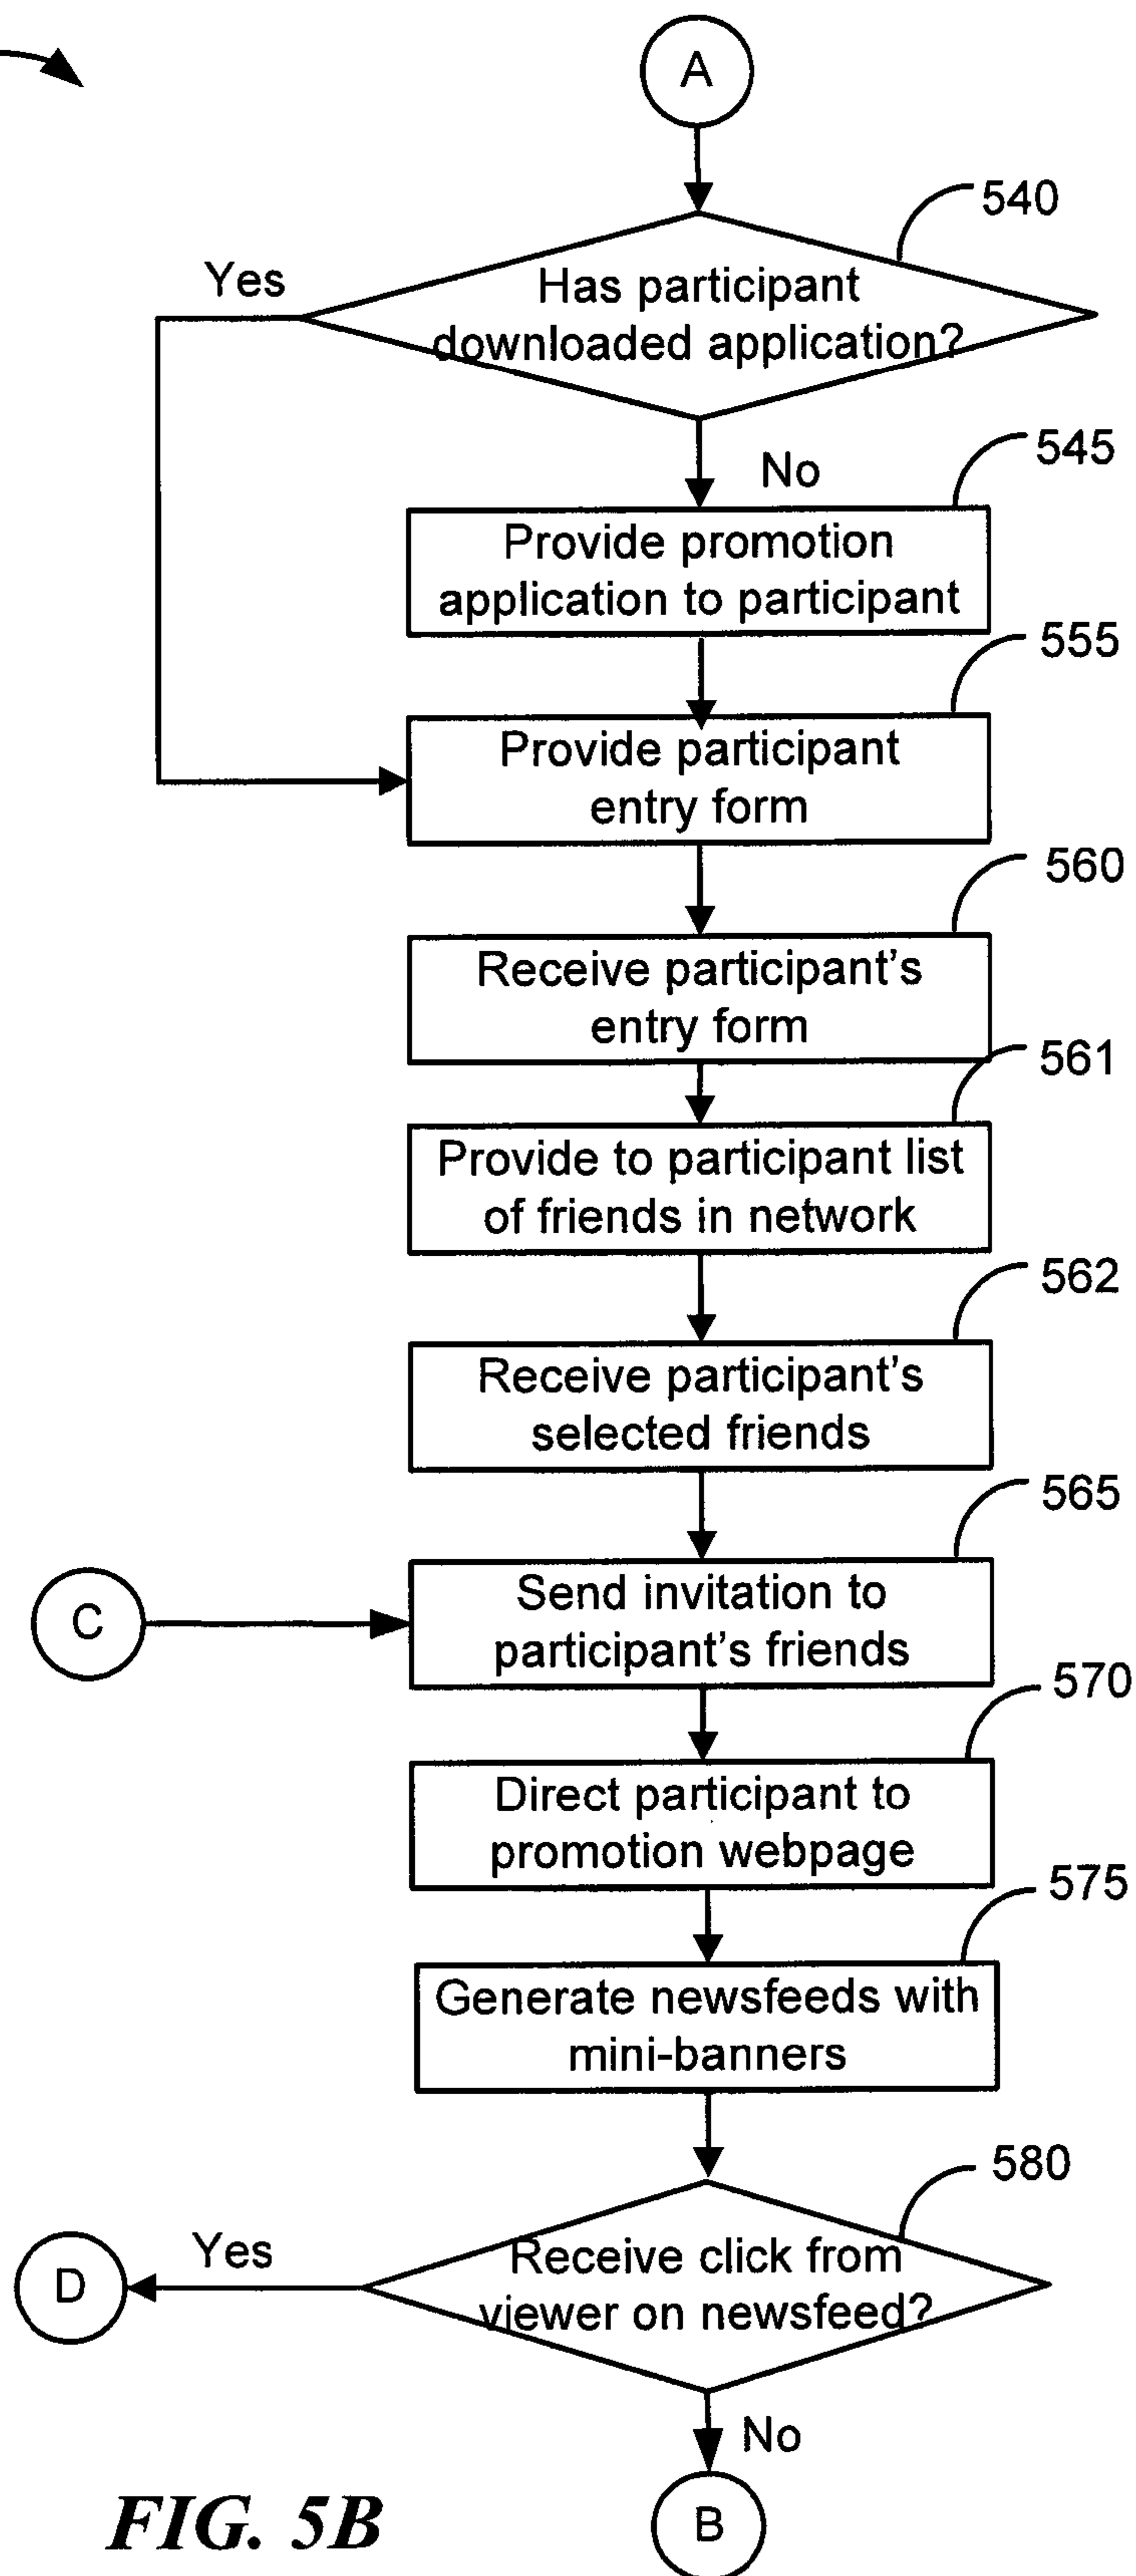 A
540
Yes
Has participant
downloaded application?
No
545
Provide promotion
application to participant
555
Provide participant
entry form
560
Receive participant's
entry form
561
Provide to participant list
of friends in network
562
Receive participant's
selected friends
565
C
Send invitation to
participant's friends
570
Direct participant to
promotion webpage
575
Generate newsfeeds with
mini-banners
580
Yes
D
Receive click from
viewer on newsfeed?
No
B
FIG. 5B